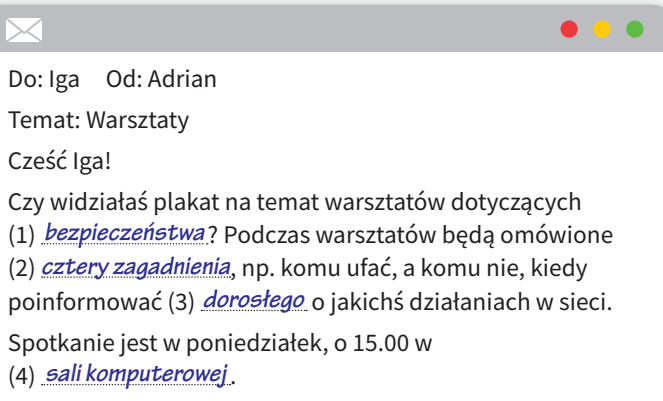 Do: Iga Od: Adrian
Temat: Warsztaty
Cześć Iga!
Czy widziałaś plakat na temat warsztatów dotyczących
(1) bezpieczeństwa? Podczas warsztatów będą omówione
(2) cztery zagadnienia, np. komu ufać, a komu nie, kiedy
poinformować (3) dorosłego o jakichś działaniach w sieci.
Spotkanie jest w poniedziałek, o 15.00 w
(4) sali komputerowej.